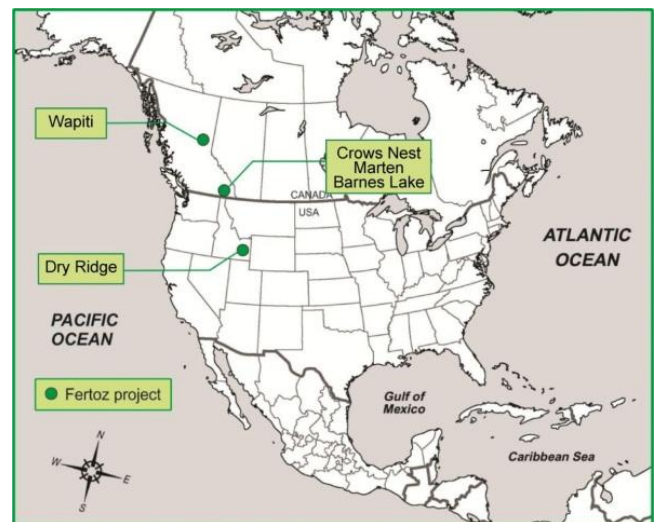 Wapiti
Crows Nest
Marten
Barnes Lake
CANADA
USA
Dry Ridge
ATLANTIC
OCEAN
PACIFIC
OCEAN
Fertoz project
Gulf of
Mexico
Caribbean Sea
N
W
E
S